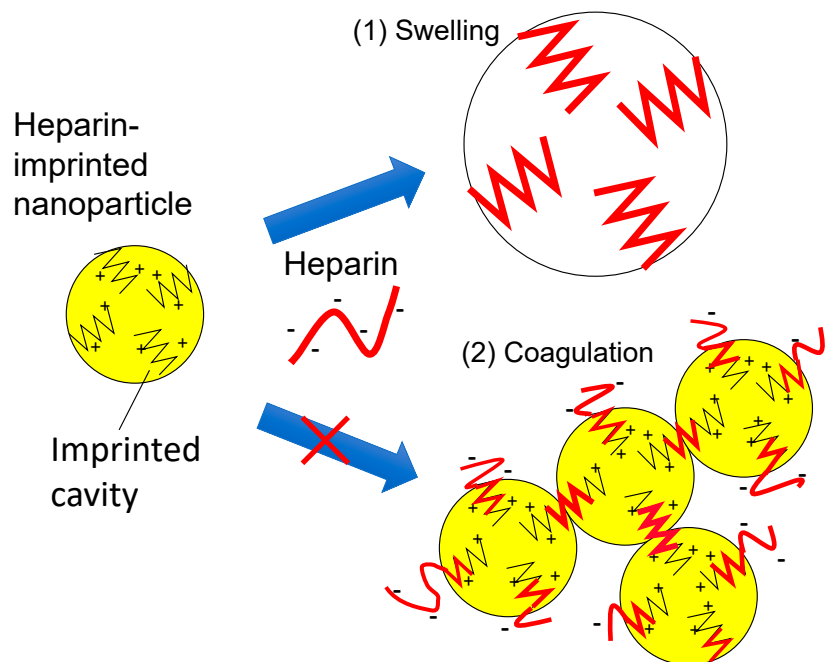 (1) Swelling
Heparin-
imprinted
nanoparticle
Heparin
(2) Coagulation
Imprinted
cavity